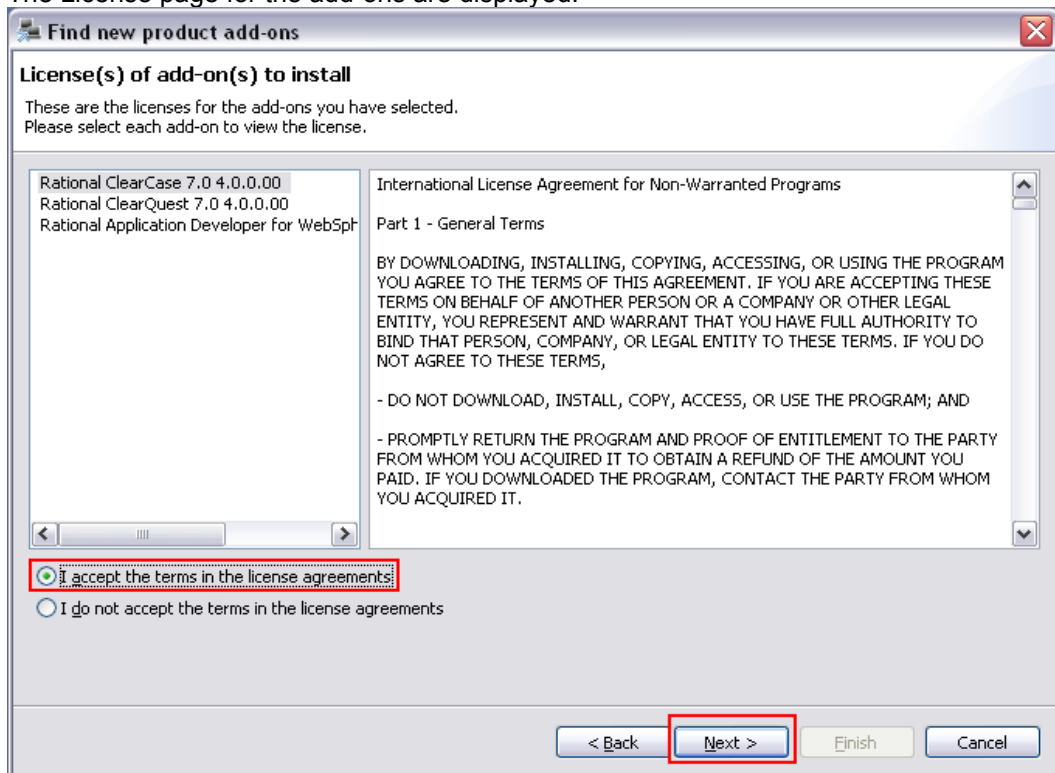 The License page for the add-ons are displayed.
Find new product add-ons
License(s) of add-on(s) to install
These are the licenses for the add-ons you have selected.
Please select each add-on to view the license.
Rational ClearCase 7.0 4.0.0.00
Rational ClearQuest 7.0 4.0.0.00
Rational Application Developer for WebSph
International License Agreement for Non-Warranted Programs
Part 1 - General Terms
BY DOWNLOADING, INSTALLING, COPYING, ACCESSING, OR USING THE PROGRAM
YOU AGREE TO THE TERMS OF THIS AGREEMENT. IF YOU ARE ACCEPTING THESE
TERMS ON BEHALF OF ANOTHER PERSON OR A COMPANY OR OTHER LEGAL
ENTITY, YOU REPRESENT AND WARRANT THAT YOU HAVE FULL AUTHORITY TO
BIND THAT PERSON, COMPANY, OR LEGAL ENTITY TO THESE TERMS. IF YOU DO
NOT AGREE TO THESE TERMS,
- DO NOT DOWNLOAD, INSTALL, COPY, ACCESS, OR USE THE PROGRAM; AND
- PROMPTLY RETURN THE PROGRAM AND PROOF OF ENTITLEMENT TO THE PARTY
FROM WHOM YOU ACQUIRED IT TO OBTAIN A REFUND OF THE AMOUNT YOU
PAID. IF YOU DOWNLOADED THE PROGRAM, CONTACT THE PARTY FROM WHOM
YOU ACQUIRED IT.
I accept the terms in the license agreements
I do not accept the terms in the license agreements
< Back Next > Finish Cancel